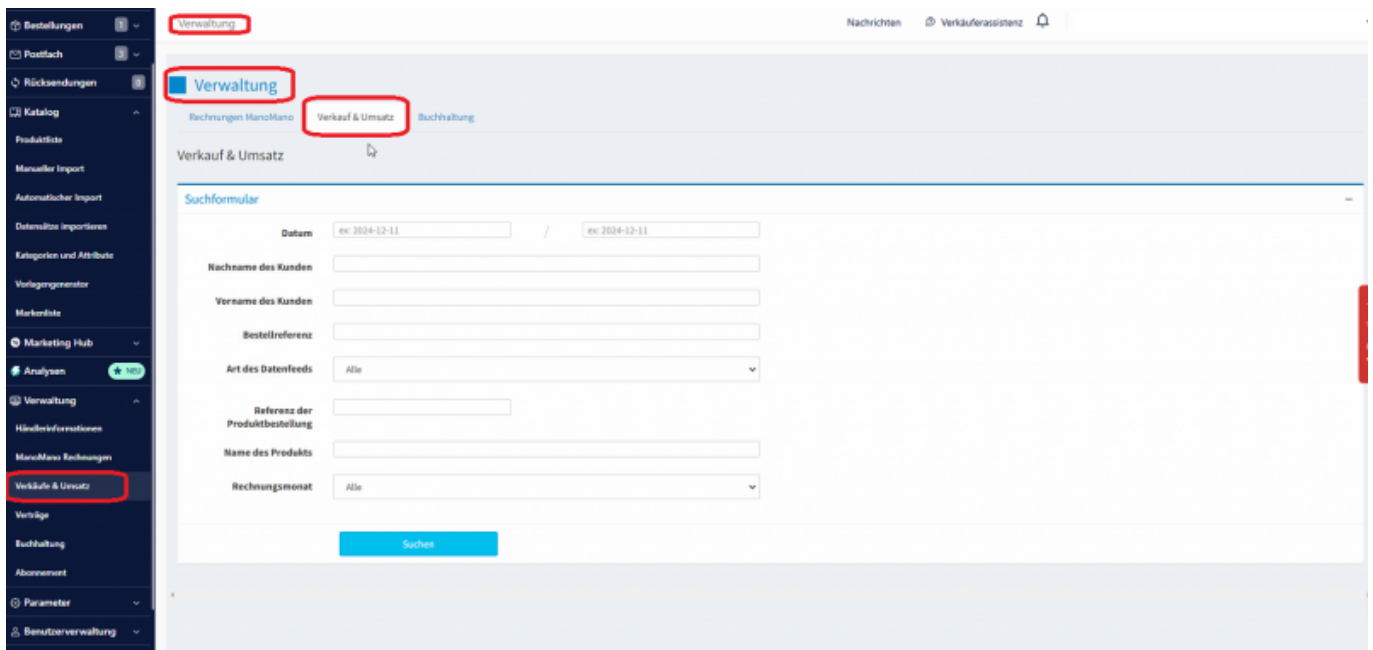 Bestellungen 1
Postfach 3
Rücksendungen 0
Katalog
Produktliste
Manueller Import
Automatischer Import
Datensätze importieren
Kategorien und Attribute
Vorlagengenerator
Markenliste
Marketing Hub
Analysen NEU
Verwaltung
Händlerinformationen
ManoMano Rechnungen
Verkäufe & Umsatz
Verträge
Buchhaltung
Abonnement
Parameter
Benutzerverwaltung
Verwaltung
Nachrichten Verkäuferassistenz
Verwaltung
Rechnungen ManoMano Verkauf & Umsatz Buchhaltung
Verkauf & Umsatz
Suchformular
Datum ex: 2024-12-11 / ex: 2024-12-11
Nachname des Kunden
Vorname des Kunden
Bestellreferenz
Art des Datenfeeds Alle
Referenz der
Produktbestellung
Name des Produkts
Rechnungsmonat Alle
Suchen